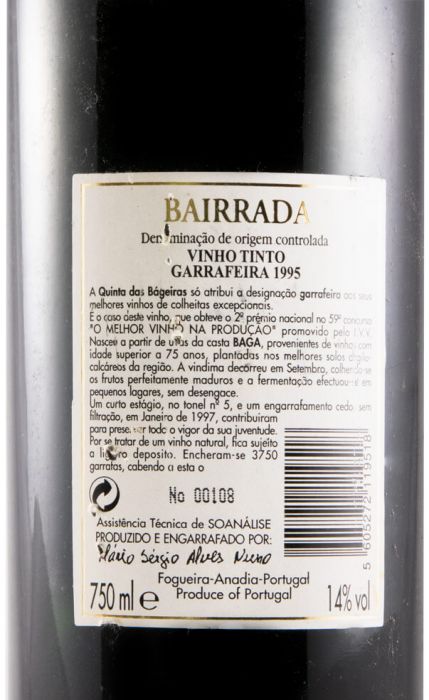 BAIRRADA
Denominação de origem controlada
VINHO TINTO
GARRAFEIRA 1995
A Quinta das Bágeiras só atribui a designação garrafeira aos seus
melhores vinhos de colheitas excepcionais.
E o caso deste vinho, que obteve o 2º prémio nacional no 59º concurso
"O MELHOR VINHO NA PRODUÇÃO" promovido pelo I.V.V.
Nasceu a partir de uvas da casta BAGA, provenientes de vinhas com
idade superior a 75 anos, plantadas nos melhores solos argilo-
calcáreos da região. A vindima decorreu em Setembro, colhendo-se
os frutos perfeitamente maduros e a fermentação efectuou-se em
pequenos lagares, sem desengace.
Um curto estágio, no tonel nº 5, e um engarrafamento cedo sem
filtração, em Janeiro de 1997, contribuiram
para preservar todo o vigor da sua juventude.
Por se tratar de um vinho natural, fica sujeito
a ligeiro deposito. Encheram-se 3750
garrafas, cabendo a esta o
No 00108
Assistência Técnica de SOANÁLISE
PRODUZIDO E ENGARRAFADO POR:
Mário Sérgio Alves Nuno
Fogueira-Anadia-Portugal
750 ml e Produce of Portugal 14% vol
5 605272 119518